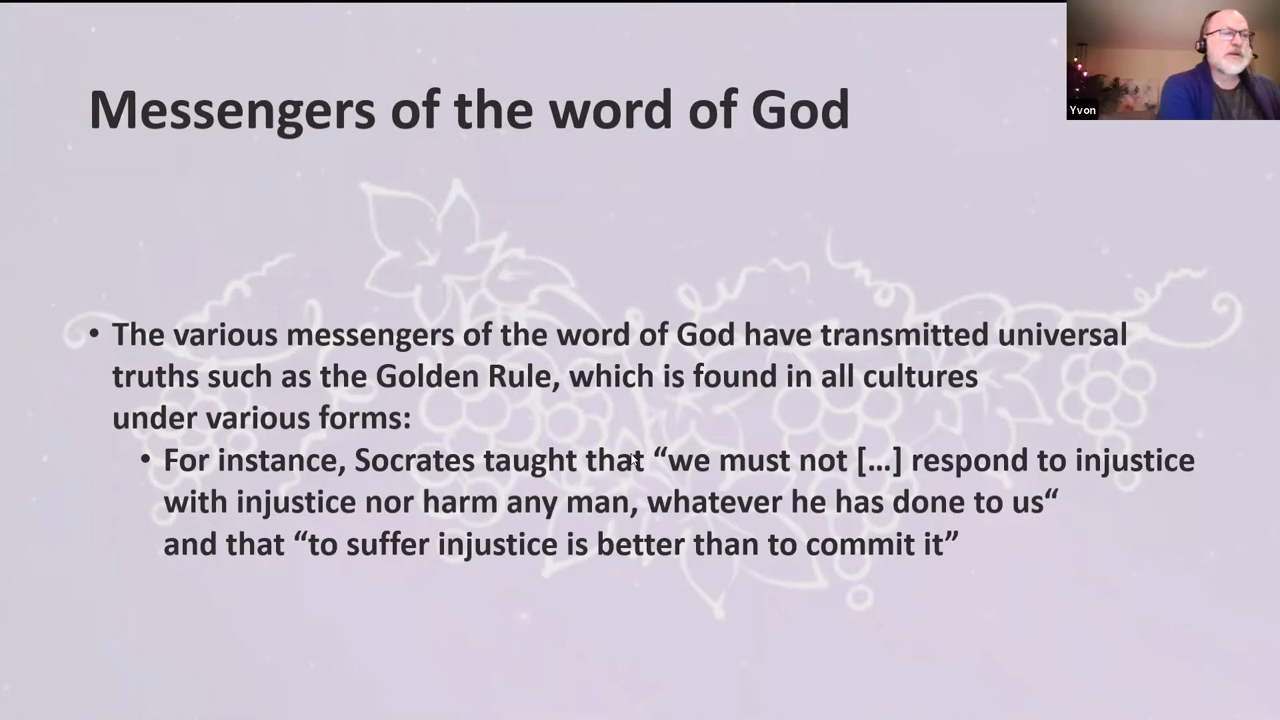 Messengers of the word of God
Yvon
• The various messengers of the word of God have transmitted universal
truths such as the Golden Rule, which is found in all cultures
under various forms:
• For instance, Socrates taught that “we must not […] respond to injustice
with injustice nor harm any man, whatever he has done to us“
and that “to suffer injustice is better than to commit it”